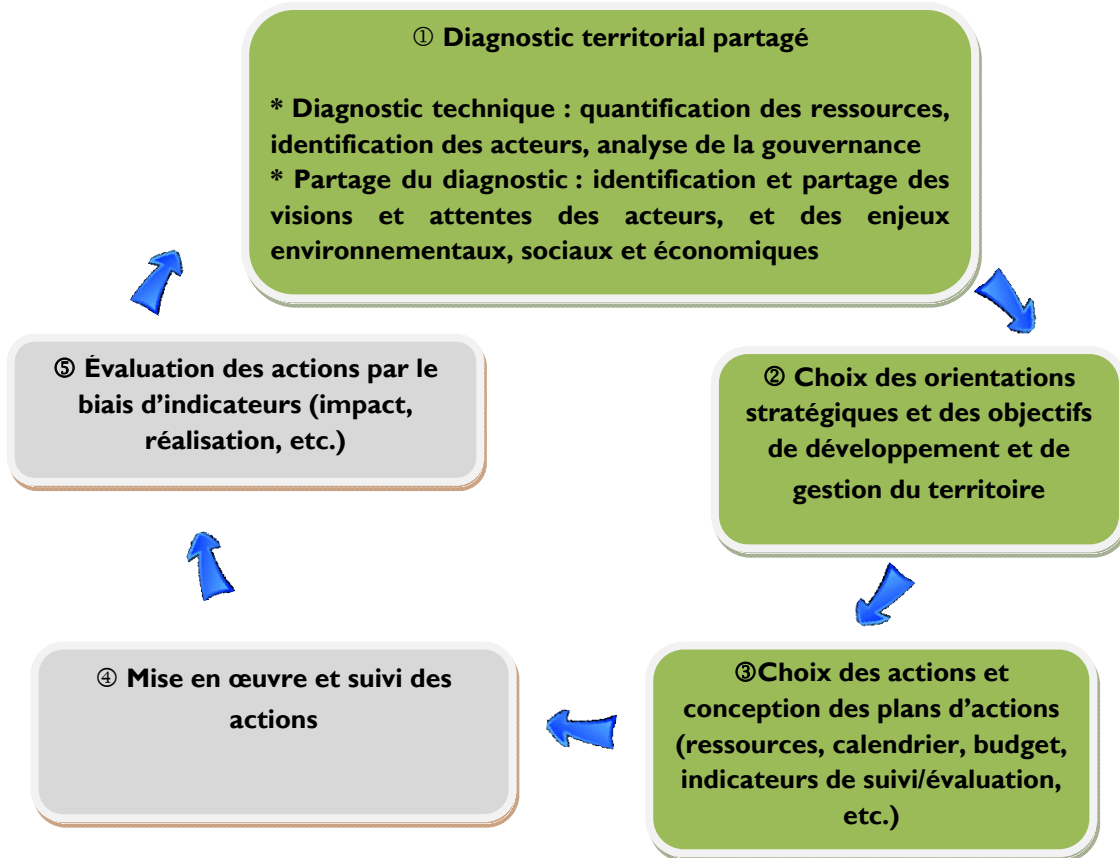 ① Diagnostic territorial partagé
* Diagnostic technique : quantification des ressources,
identification des acteurs, analyse de la gouvernance
* Partage du diagnostic : identification et partage des
visions et attentes des acteurs, et des enjeux
environnementaux, sociaux et économiques
② Choix des orientations
stratégiques et des objectifs
de développement et de
gestion du territoire
③Choix des actions et
conception des plans d’actions
(ressources, calendrier, budget,
indicateurs de suivi/évaluation,
etc.)
④ Mise en œuvre et suivi des
actions
⑤ Évaluation des actions par le
biais d’indicateurs (impact,
réalisation, etc.)